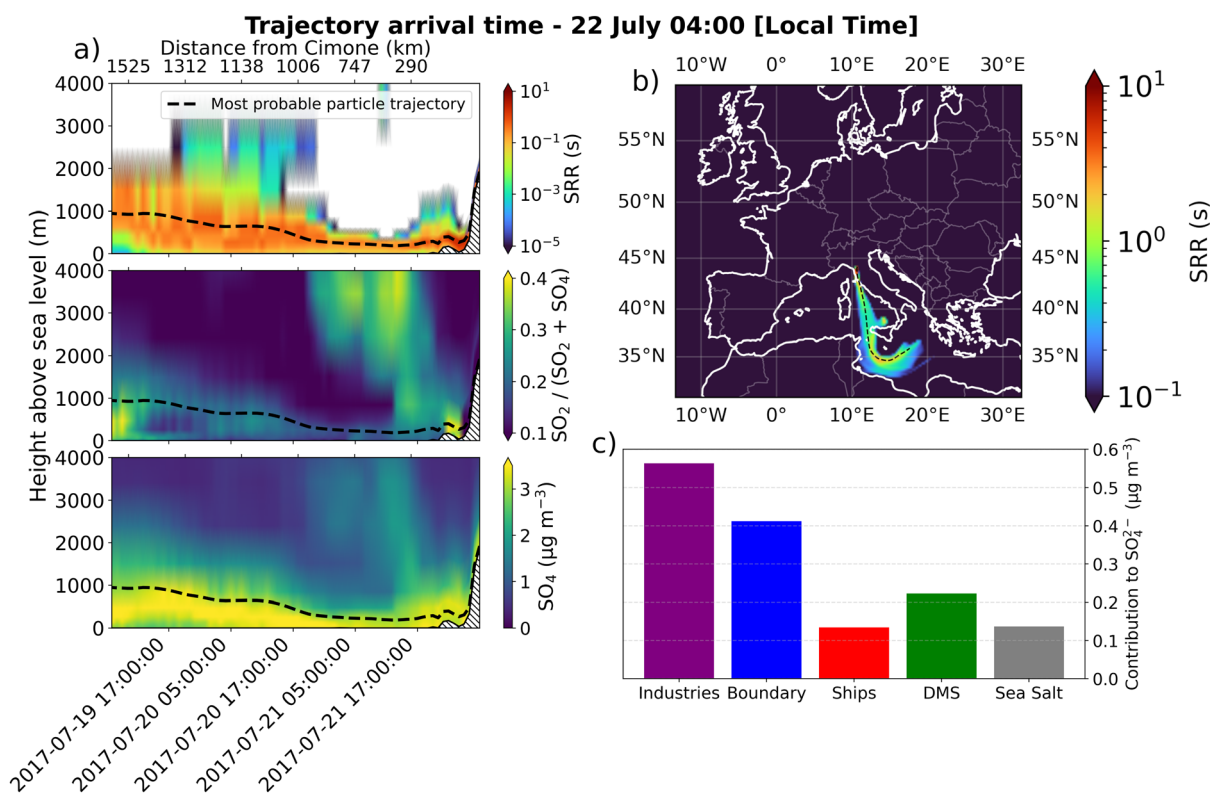 Trajectory arrival time - 22 July 04:00 [Local Time]
a)
Distance from Cimone (km)
1525 1312 1138 1006 747 290
Most probable particle trajectory
4000
3000
2000
1000
0
10¹
10⁻¹
10⁻³
10⁻⁵
SRR (s)
4000
3000
2000
1000
0
0.4
0.3
0.2
0.1
SO₂ / (SO₂ + SO₄)
4000
3000
2000
1000
0
3
2
1
0
SO₄ (µg m⁻³)
Height above sea level (m)
2017-07-19 17:00:00
2017-07-20 05:00:00
2017-07-20 17:00:00
2017-07-21 05:00:00
2017-07-21 17:00:00
b)
10°W 0° 10°E 20°E 30°E
55°N 55°N
50°N 50°N
45°N 45°N
40°N 40°N
35°N 35°N
10°W 0° 10°E 20°E 30°E
10¹
10⁰
10⁻¹
SRR (s)
c)
0.6
0.5
0.4
0.3
0.2
0.1
0.0
Contribution to SO₄²⁻ (µg m⁻³)
Industries Boundary Ships DMS Sea Salt